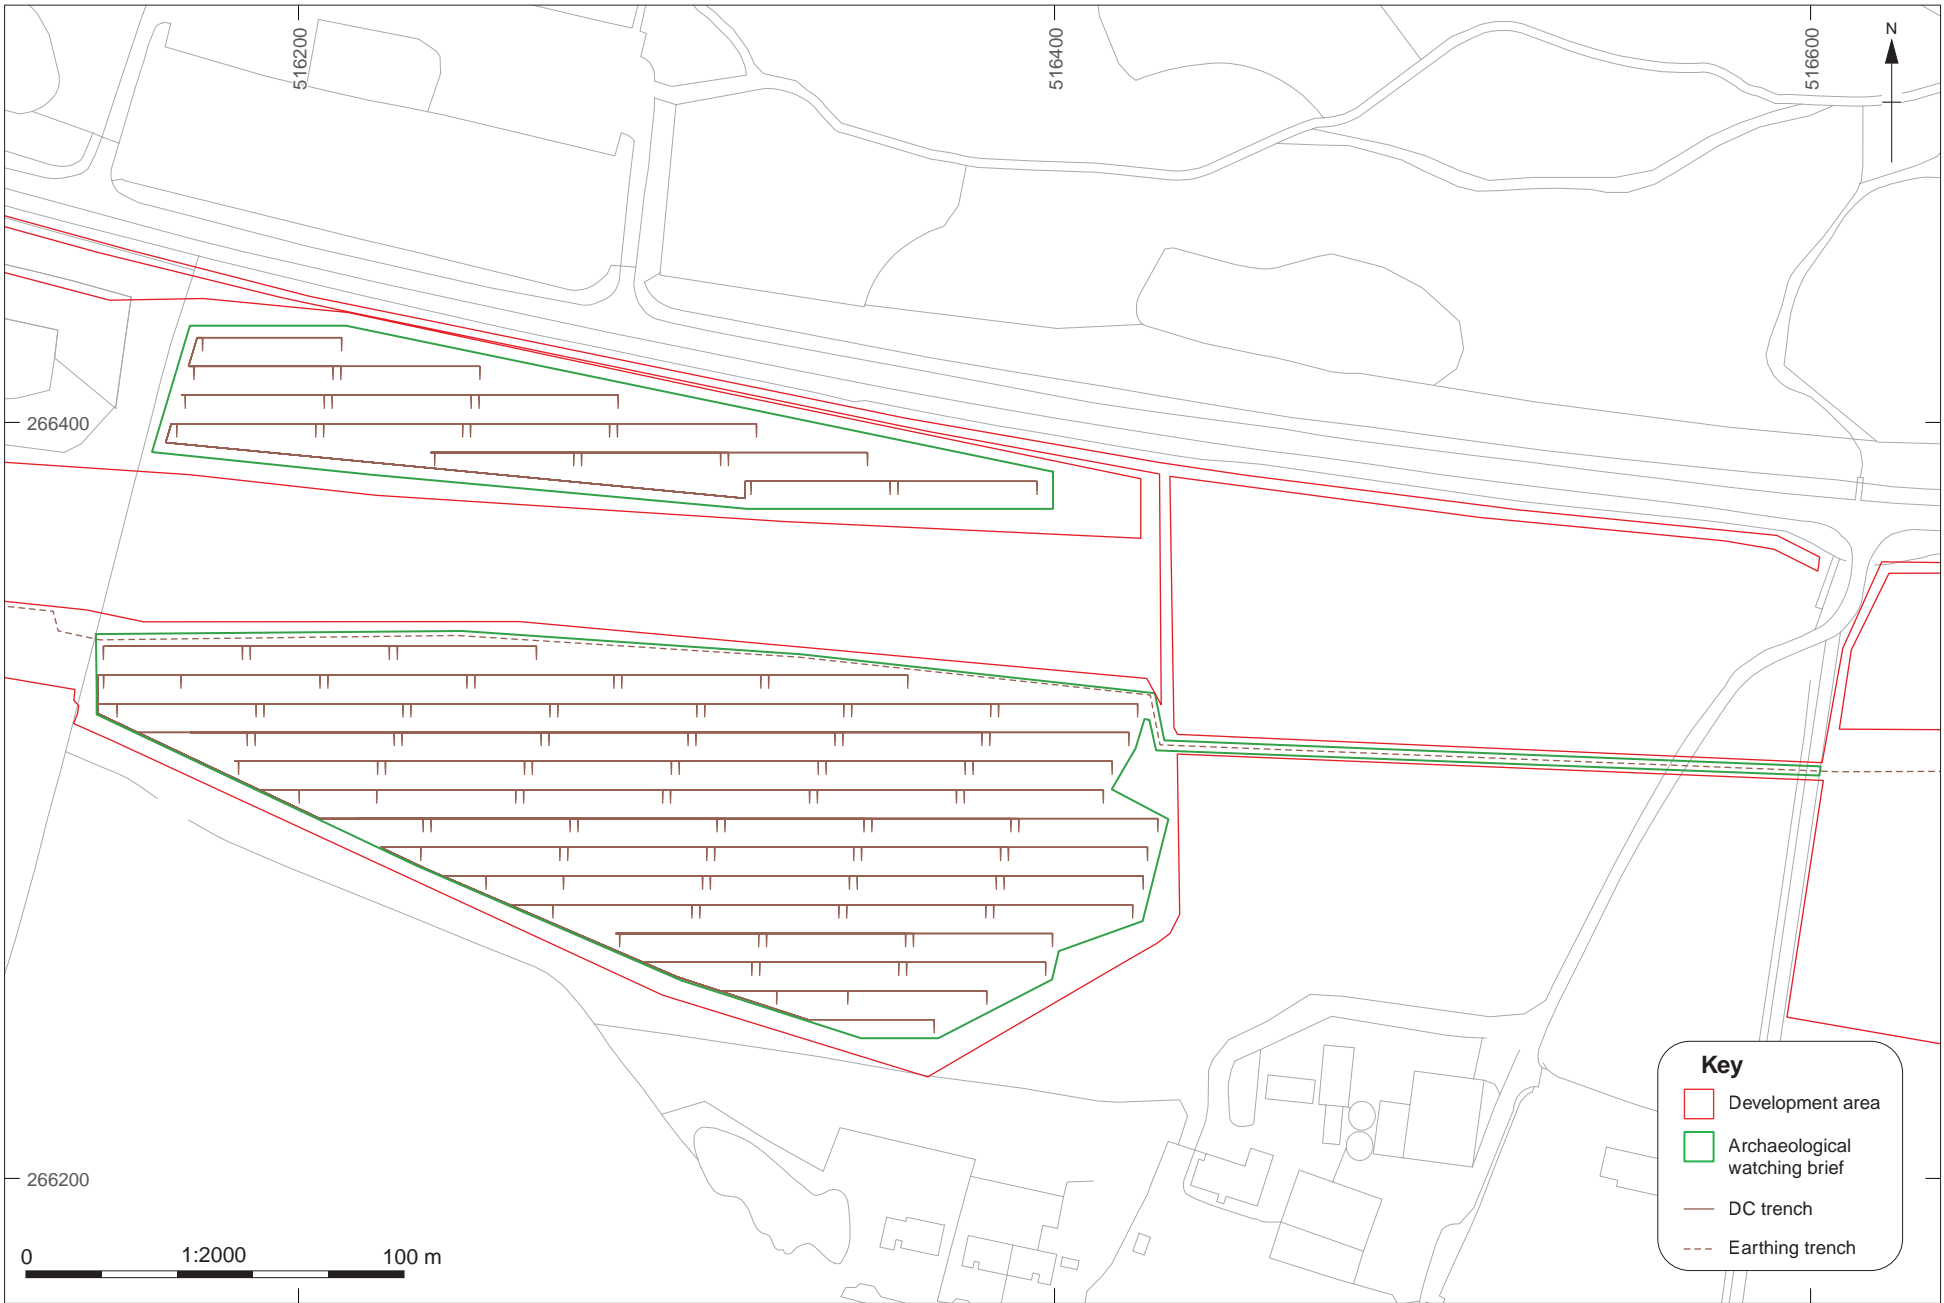 516200
516400
516600
N
266400
266200
Key
Development area
Archaeological
watching brief
DC trench
Earthing trench
0
1:2000
100 m